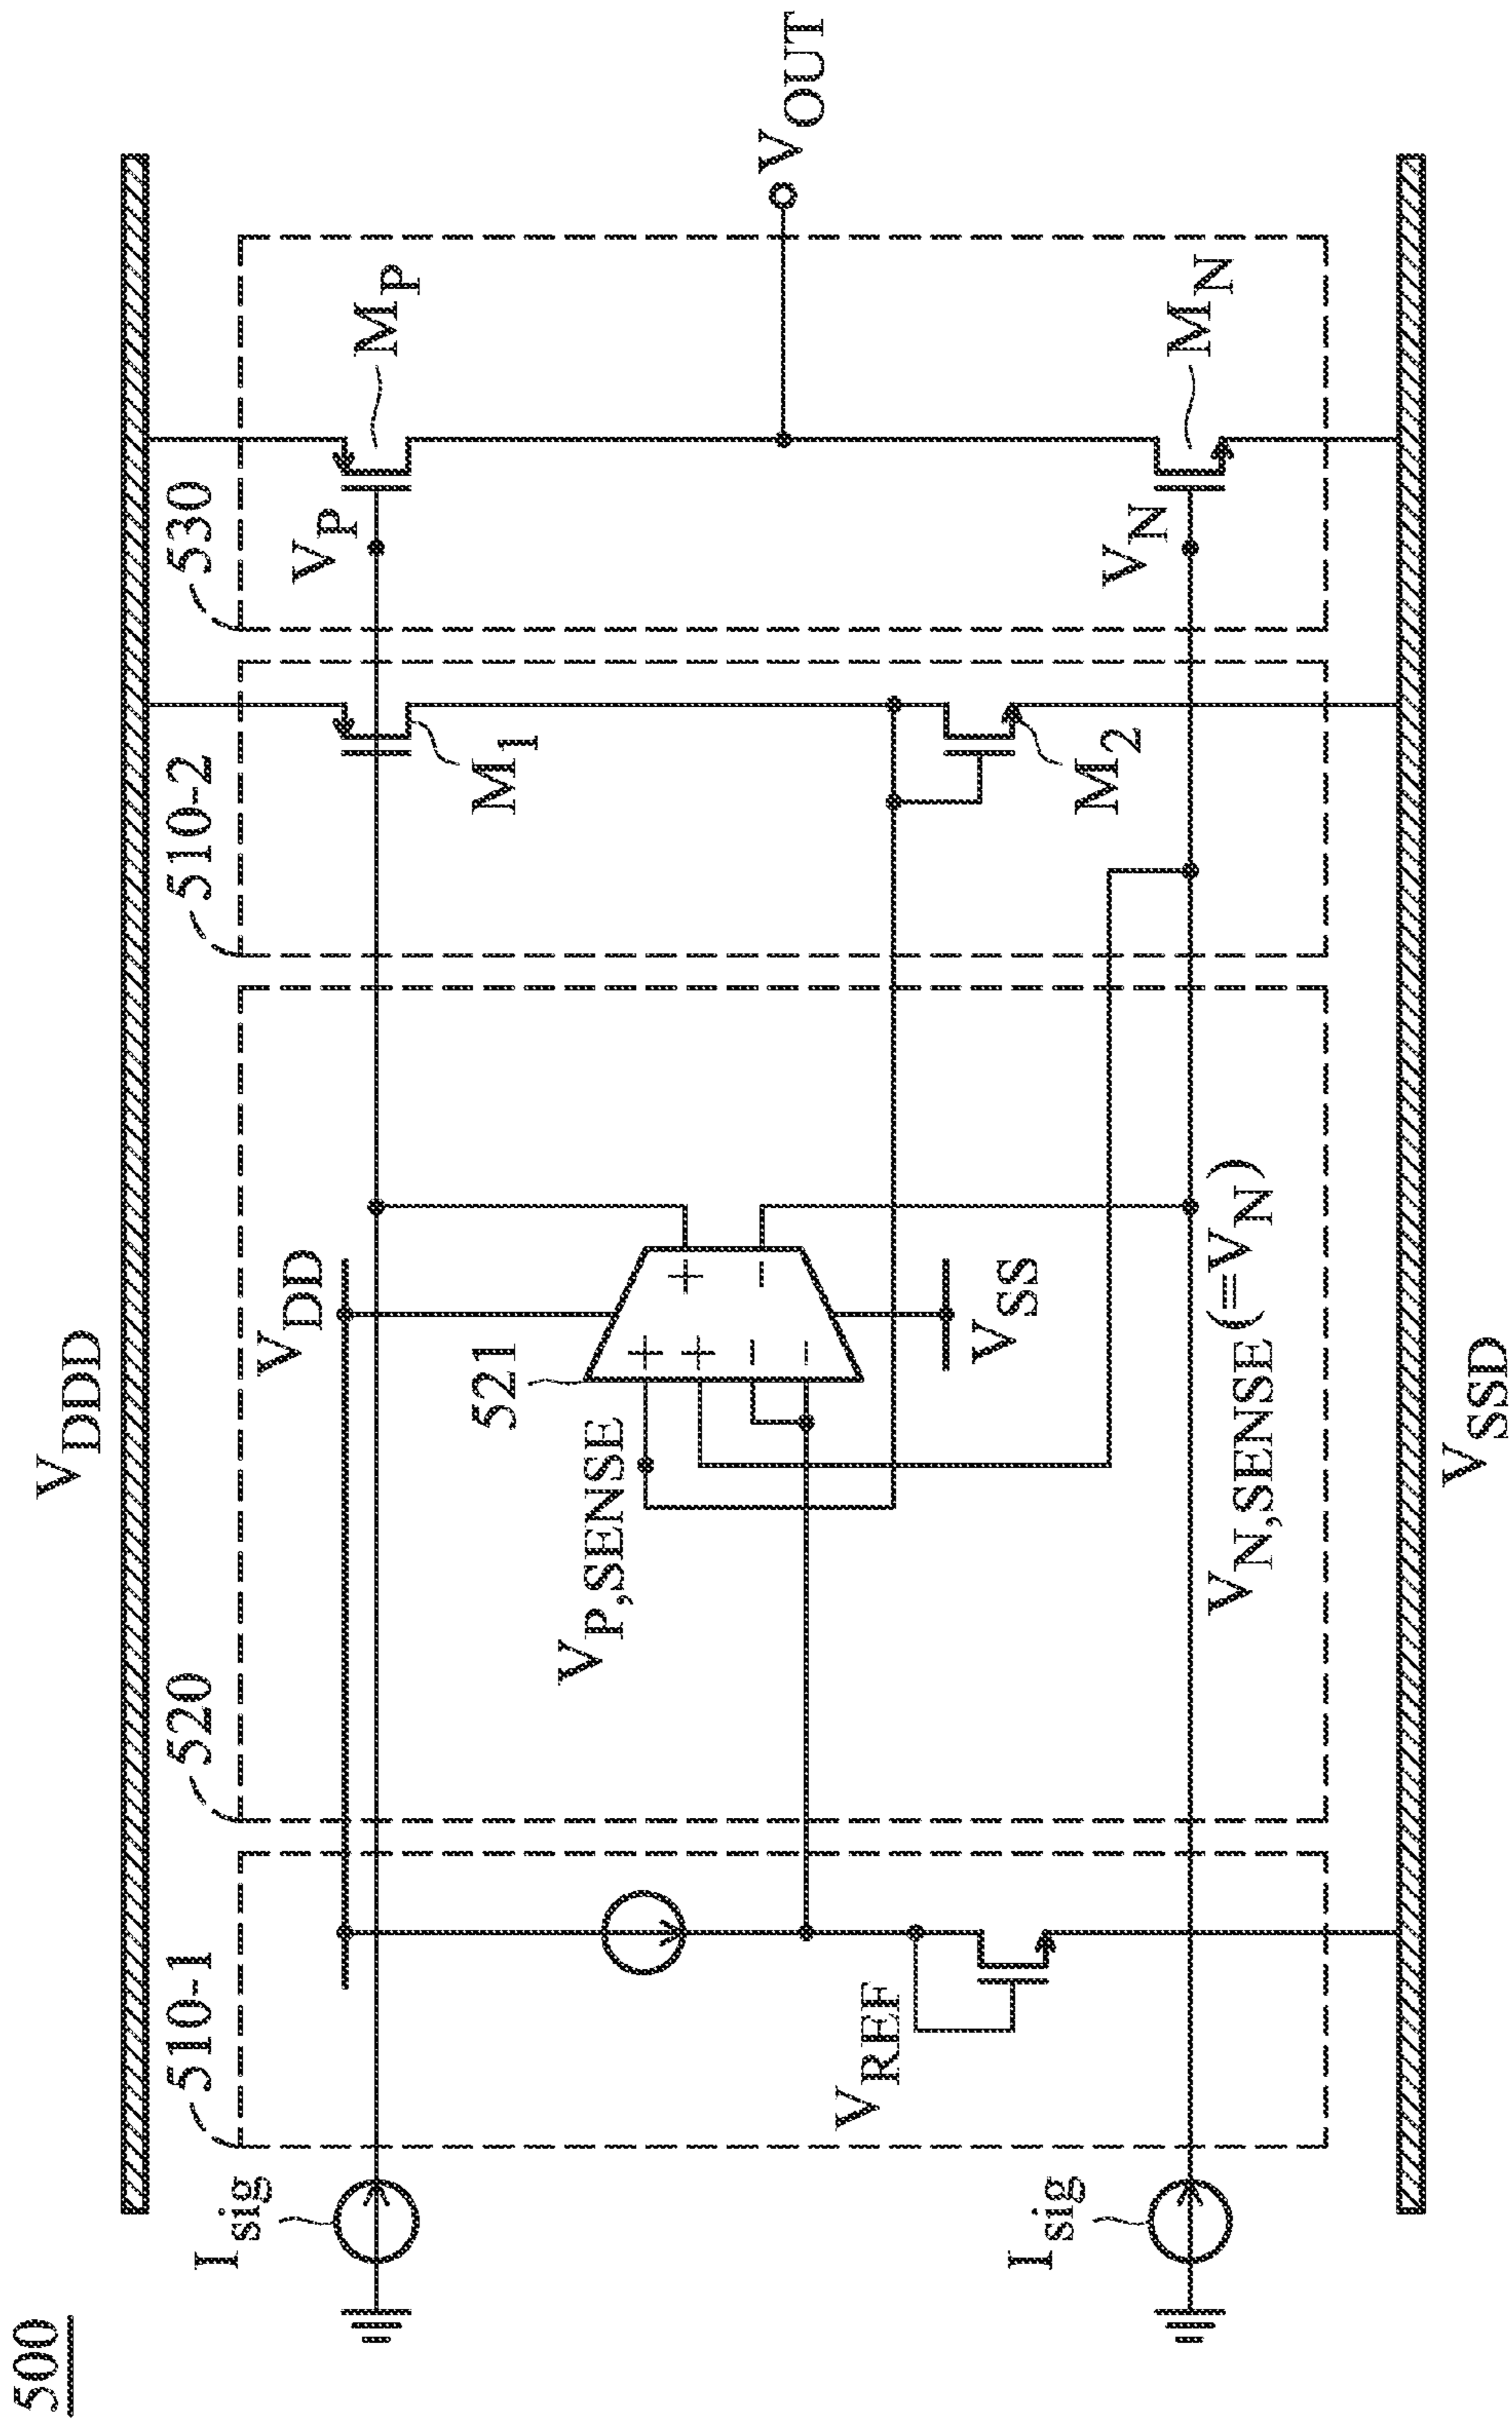 500
V_DDD
510-1
520
510-2
530
I_sig
V_DD
V_P
M_P
521
M_1
V_P,SENSE
V_OUT
V_REF
V_SS
I_sig
M_2
V_N
M_N
V_N,SENSE(=V_N)
V_SSD